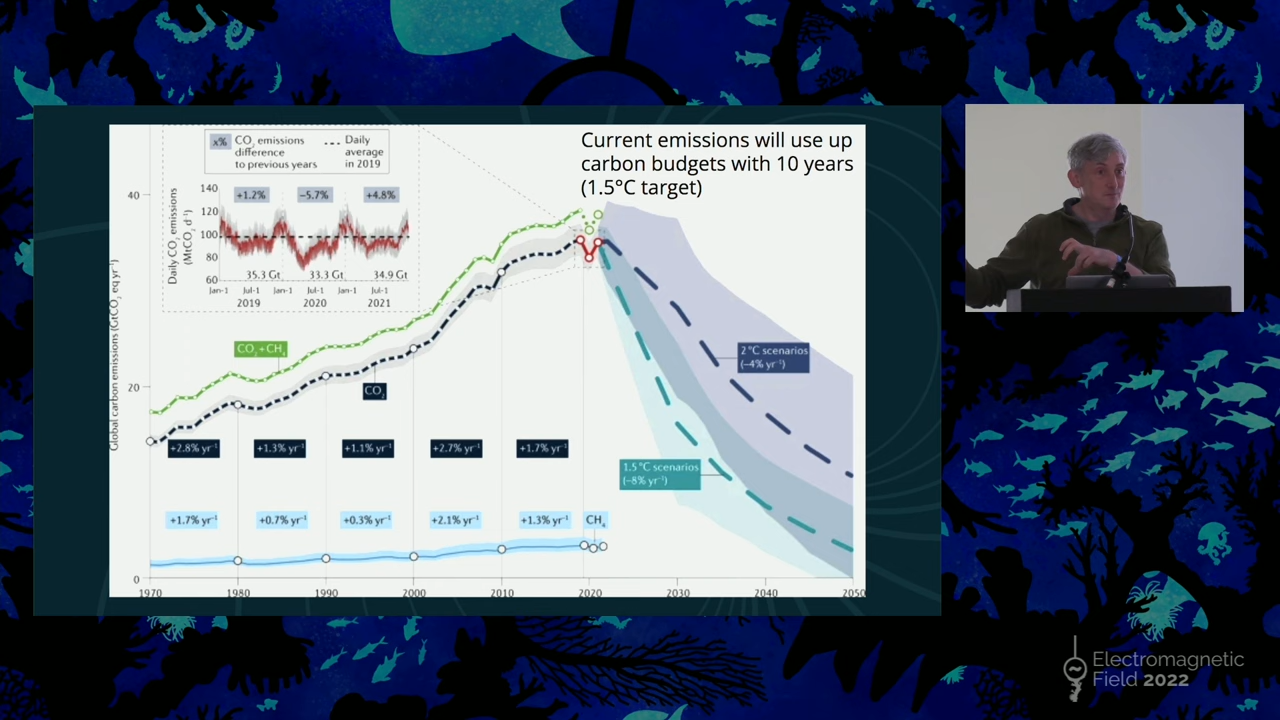 Current emissions will use up
carbon budgets with 10 years
(1.5°C target)
x%
CO₂ emissions
difference
to previous years
Daily
average
in 2019
Daily CO₂ emissions
(MtCO₂ d⁻¹)
140
120
100
80
60
+1.2%
–5.7%
+4.8%
35.3 Gt
33.3 Gt
34.9 Gt
Jan-1
Jul-1
Jan-1
Jul-1
Jan-1
Jul-1
2019
2020
2021
Global carbon emissions (GtCO₂ eq yr⁻¹)
40
20
0
CO₂ + CH₄
CO₂
2 °C scenarios
(–4% yr⁻¹)
1.5 °C scenarios
(–8% yr⁻¹)
+2.8% yr⁻¹
+1.3% yr⁻¹
+1.1% yr⁻¹
+2.7% yr⁻¹
+1.7% yr⁻¹
+1.7% yr⁻¹
+0.7% yr⁻¹
+0.3% yr⁻¹
+2.1% yr⁻¹
+1.3% yr⁻¹
CH₄
1970
1980
1990
2000
2010
2020
2030
2040
2050
Electromagnetic
Field 2022